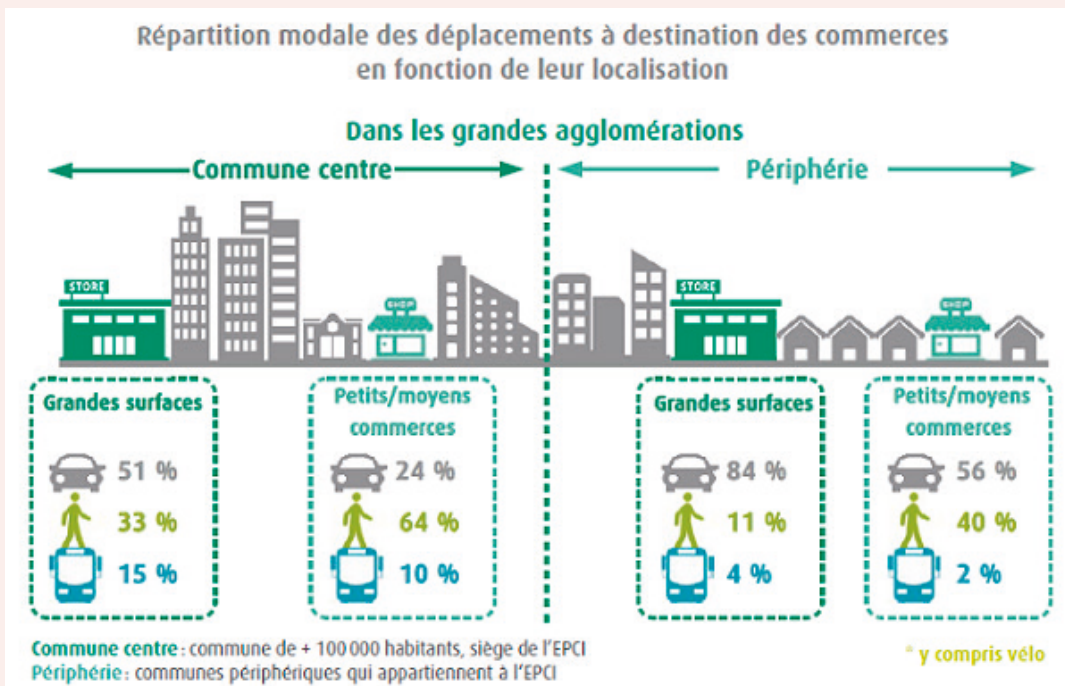 Répartition modale des déplacements à destination des commerces
en fonction de leur localisation
Dans les grandes agglomérations
Commune centre
Périphérie
STORE
SHOP
STORE
SHOP
Grandes surfaces
51 %
33 %
15 %
Petits/moyens
commerces
24 %
64 %
10 %
Grandes surfaces
84 %
11 %
4 %
Petits/moyens
commerces
56 %
40 %
2 %
Commune centre : commune de + 100 000 habitants, siège de l'EPCI
Périphérie : communes périphériques qui appartiennent à l'EPCI
* y compris vélo